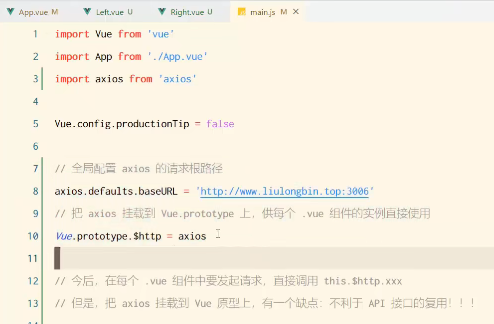 App.vue M Left.vue U Right.vue U main.js M ×
1 import Vue from 'vue'
2 import App from './App.vue'
3 import axios from 'axios'
4
5 Vue.config.productionTip = false
6
7 // 全局配置 axios 的请求根路径
8 axios.defaults.baseURL = 'http://www.liulongbin.top:3006'
9 // 把 axios 挂载到 Vue.prototype 上，供每个 .vue 组件的实例直接使用
10 Vue.prototype.$http = axios
11
12 // 今后，在每个 .vue 组件中要发起请求，直接调用 this.$http.xxx
13 // 但是，把 axios 挂载到 Vue 原型上，有一个缺点：不利于 API 接口的复用！！！